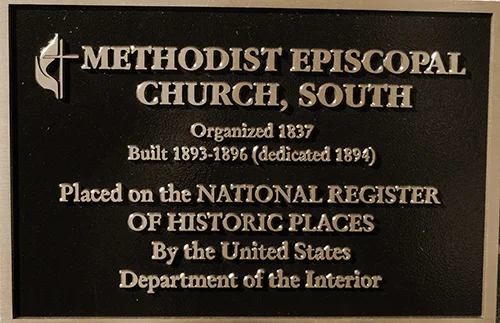 METHODIST EPISCOPAL
CHURCH, SOUTH
Organized 1837
Built 1893-1896 (dedicated 1894)
Placed on the NATIONAL REGISTER
OF HISTORIC PLACES
By the United States
Department of the Interior